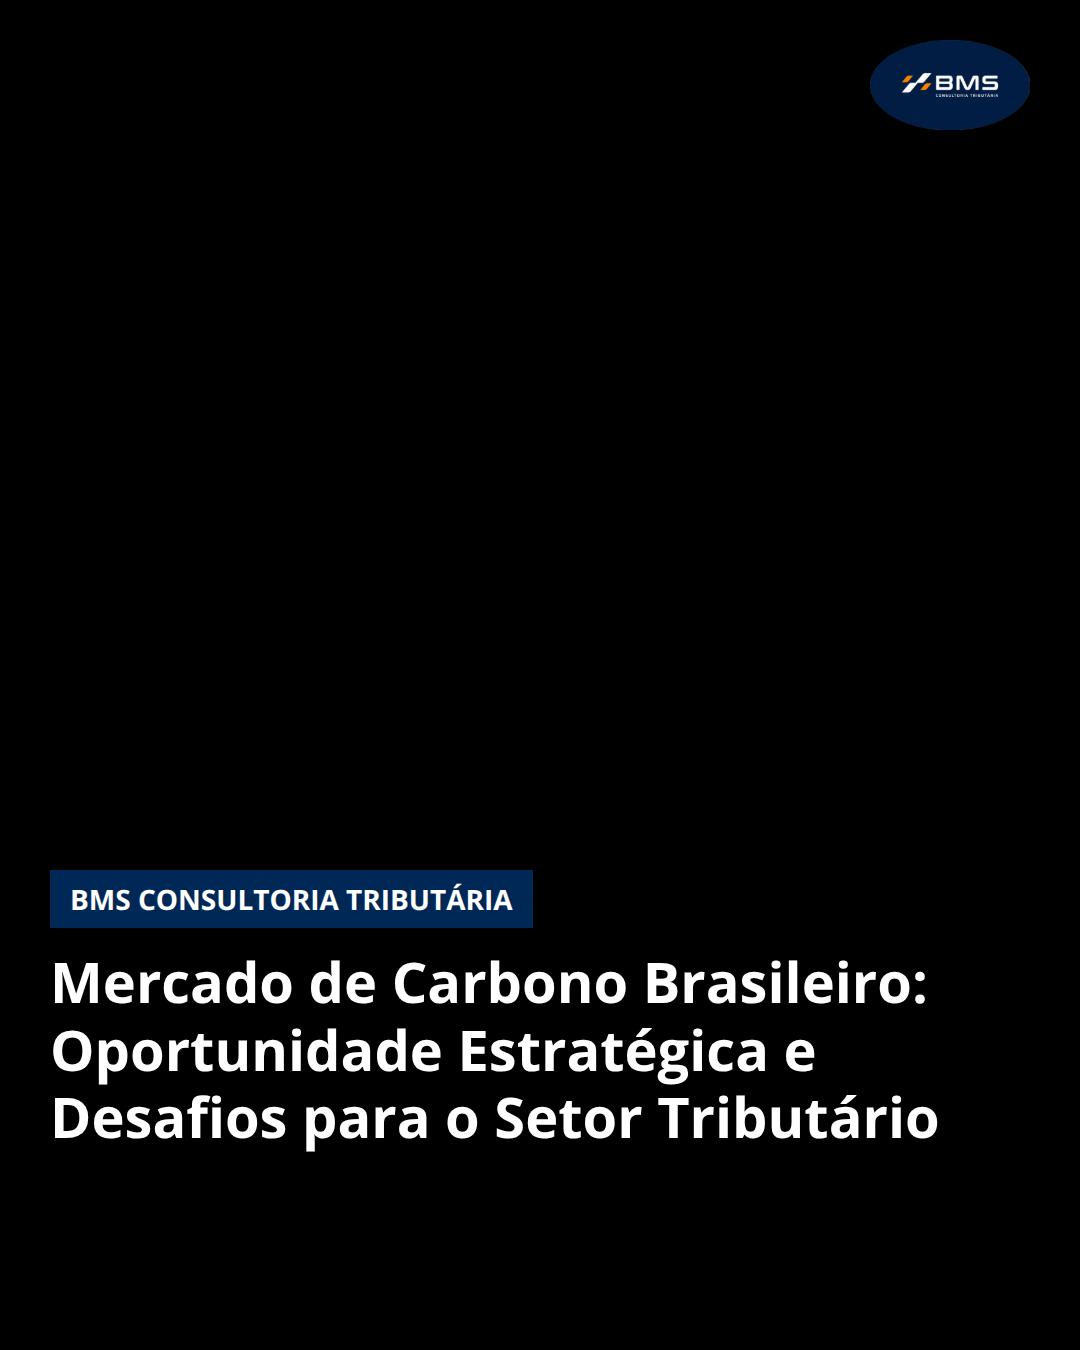 BMS
CONSULTORIA TRIBUTÁRIA
BMS CONSULTORIA TRIBUTÁRIA
Mercado de Carbono Brasileiro:
Oportunidade Estratégica e
Desafios para o Setor Tributário